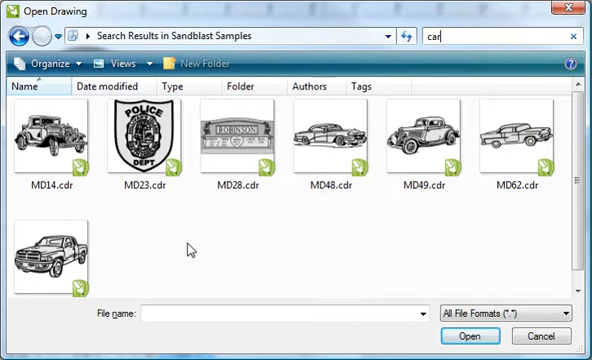 Open Drawing
Search Results in Sandblast Samples
car
Organize
Views
New Folder
Name
Date modified
Type
Folder
Authors
Tags
POLICE
DEPT
ROBINSON
MD14.cdr
MD23.cdr
MD28.cdr
MD48.cdr
MD49.cdr
MD62.cdr
File name:
All File Formats (*.*)
Open
Cancel